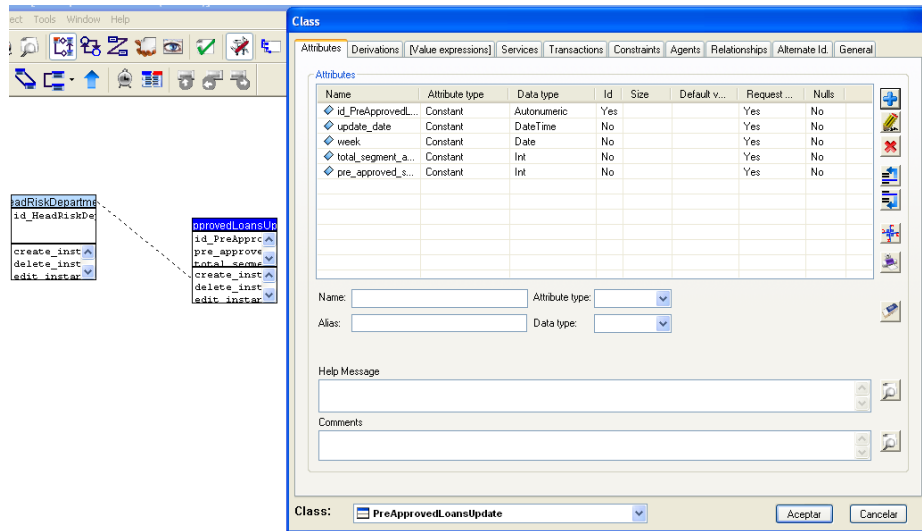 ect Tools Window Help
eadRiskDepartme
id_HeadRiskDep
create_inst
delete_inst
edit_instar
pprovedLoansUp
id_PreAppro
pre_approve
total_segme
create_inst
delete_inst
edit_instar
Class
Attributes Derivations [Value expressions] Services Transactions Constraints Agents Relationships Alternate Id. General
Attributes
Name Attribute type Data type Id Size Default v... Request ... Nulls
id_PreApprovedL... Constant Autonumeric Yes Yes No
update_date Constant DateTime No Yes No
week Constant Date No Yes No
total_segment_a... Constant Int No Yes No
pre_approved_s... Constant Int No Yes No
Name: Attribute type:
Alias: Data type:
Help Message
Comments
Class: PreApprovedLoansUpdate Aceptar Cancelar